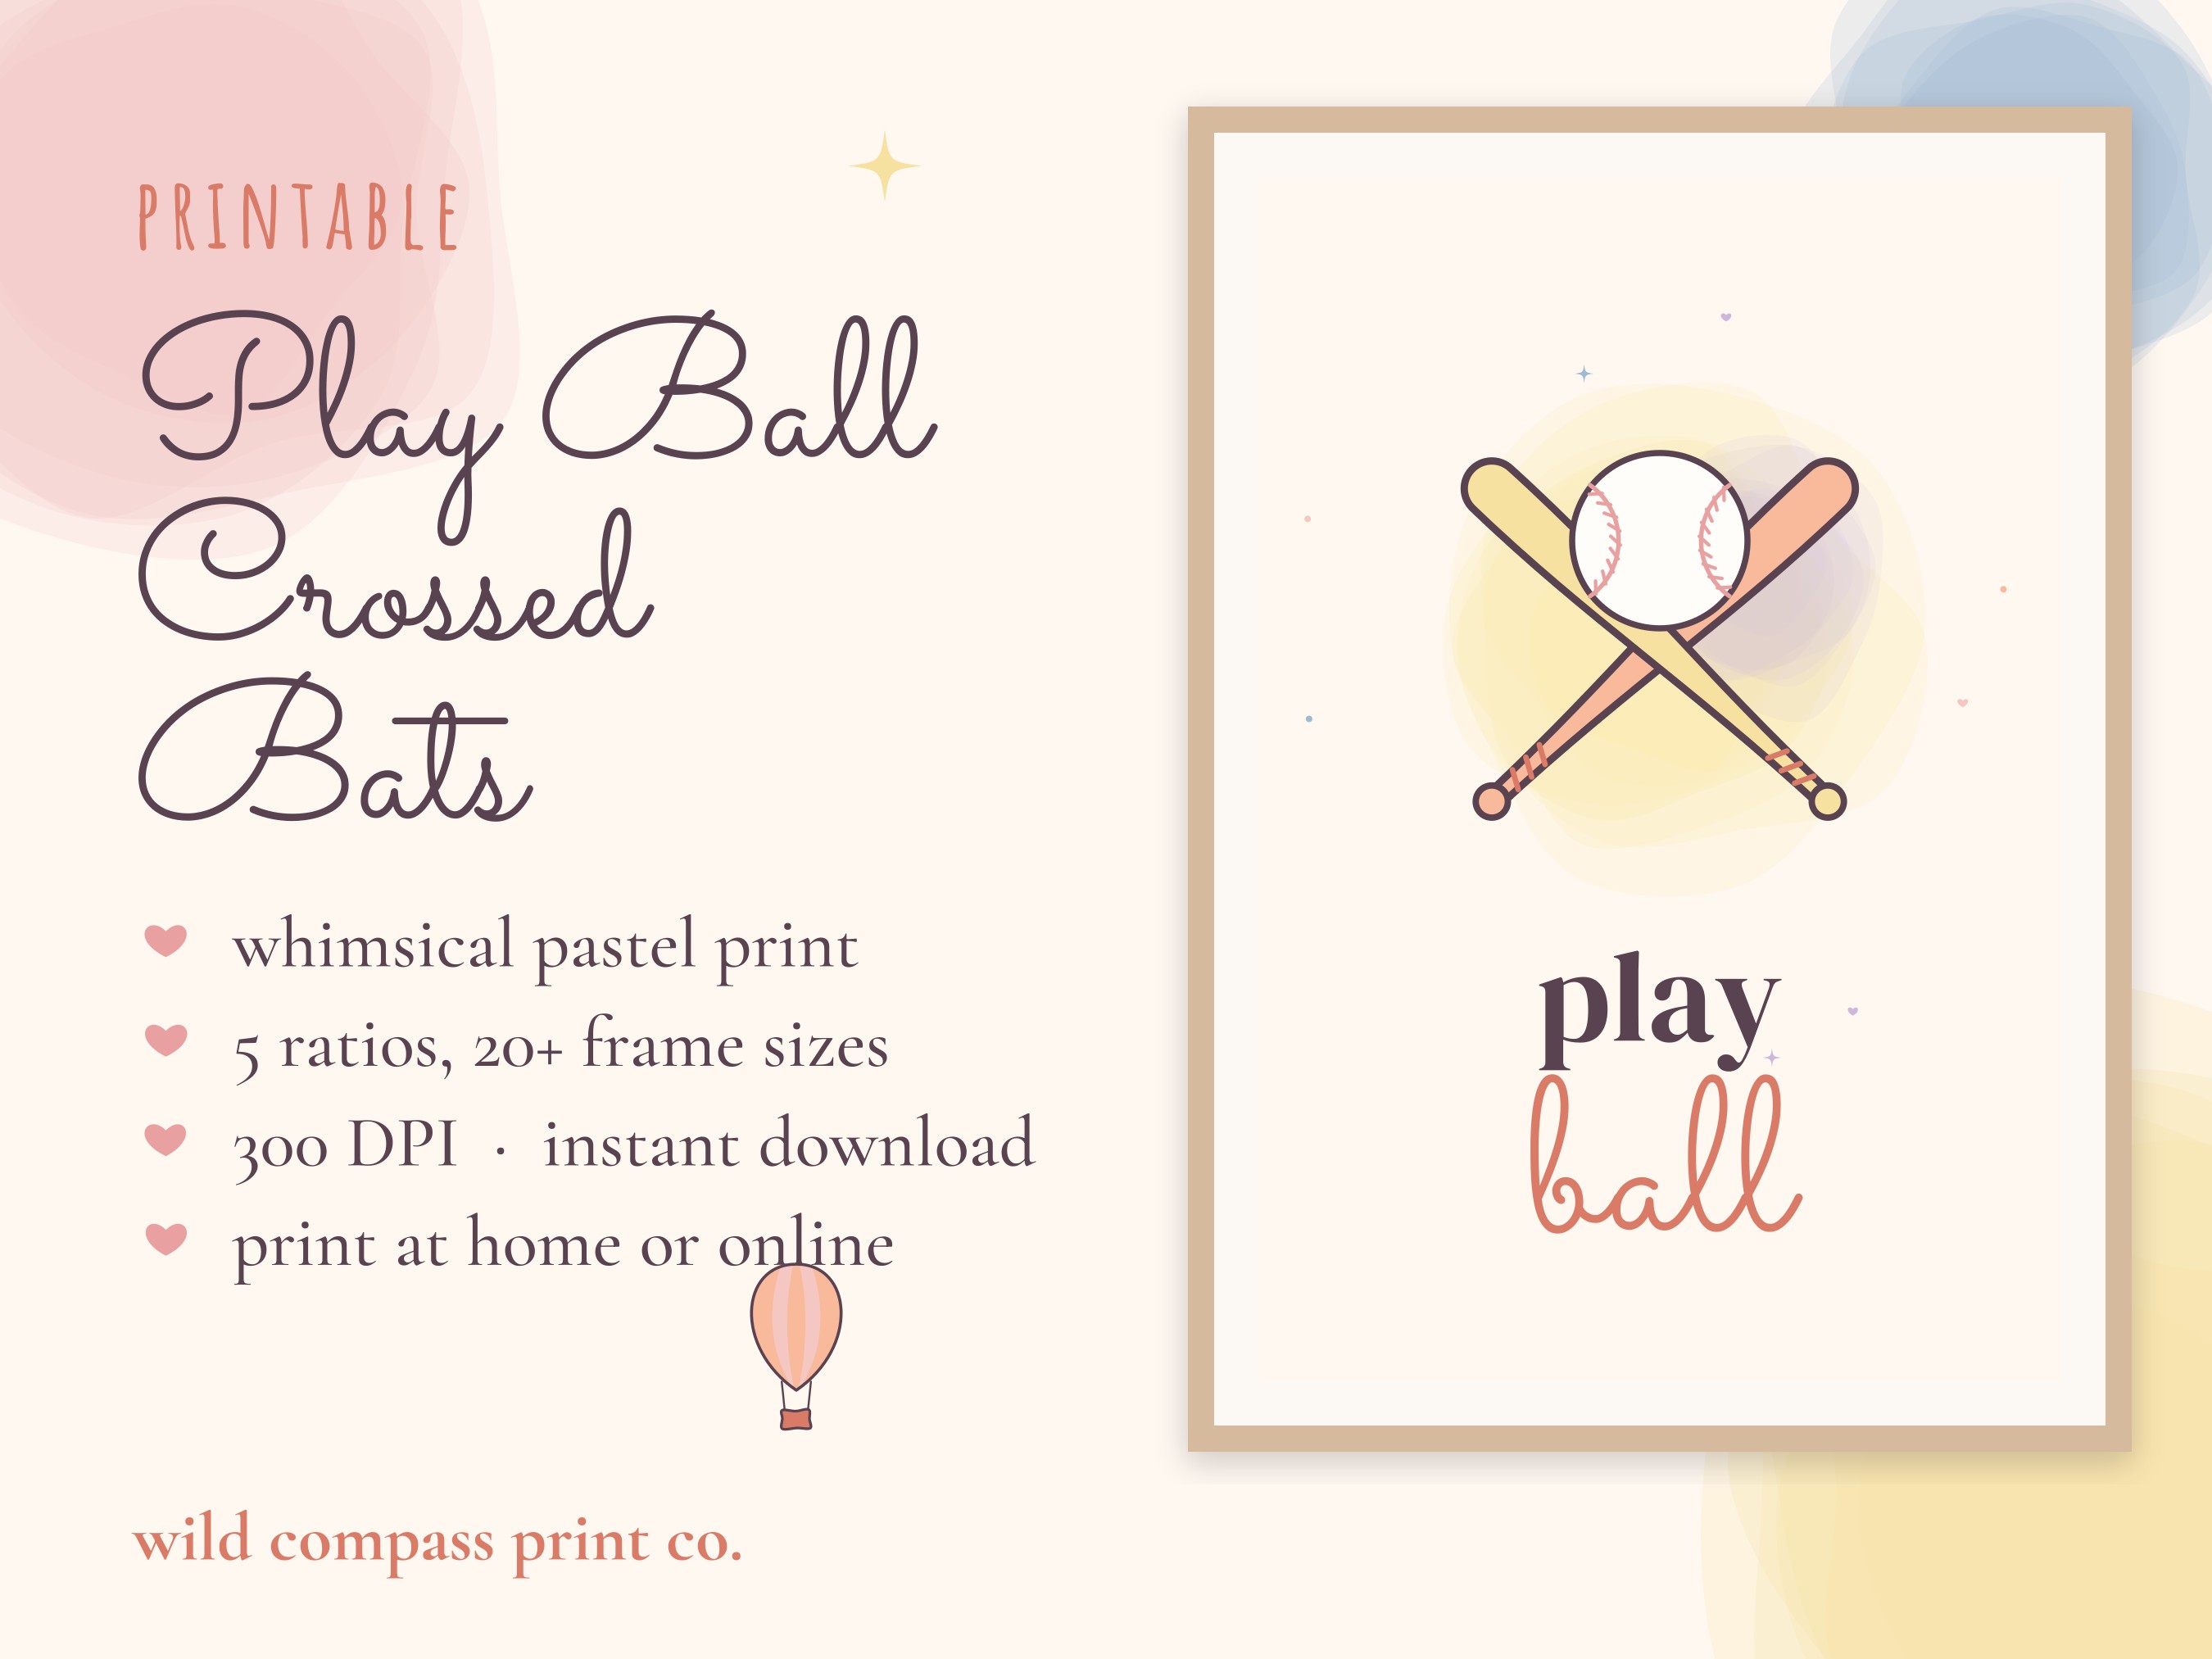 PRINTABLE
Play Ball
Crossed
Bats
whimsical pastel print
5 ratios, 20+ frame sizes
300 DPI · instant download
print at home or online
wild compass print co.
play
ball